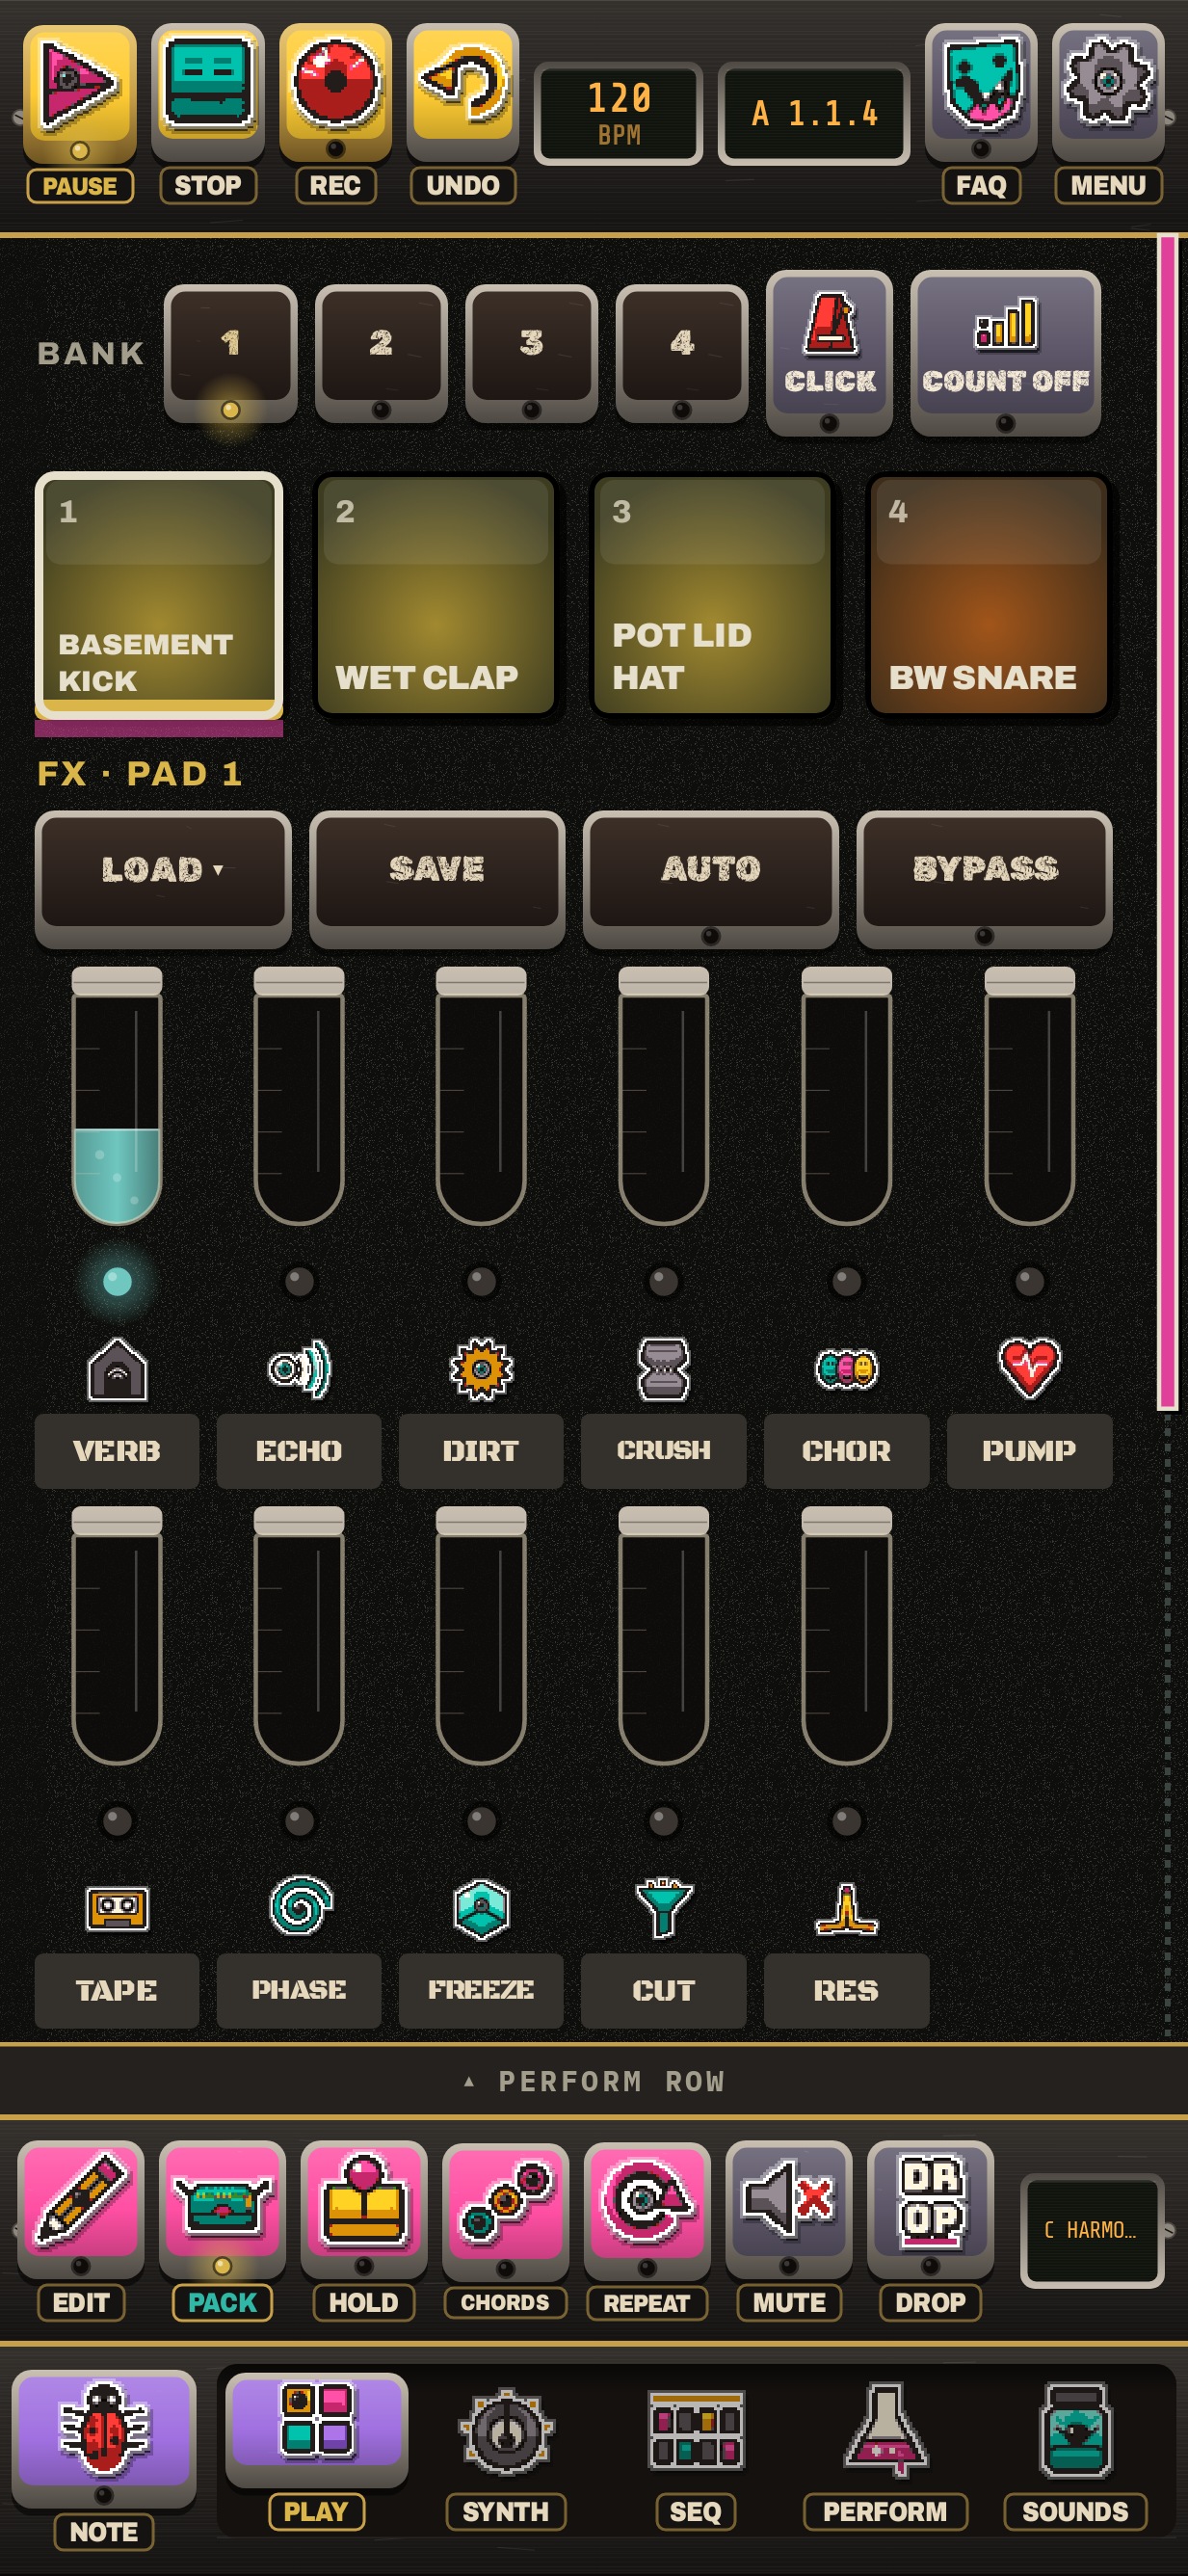 120
BPM
A 1.1.4
PAUSE STOP REC UNDO FAQ MENU
BANK 1 2 3 4 CLICK COUNT OFF
1 2 3 4
BASEMENT
KICK
WET CLAP
POT LID
HAT
BW SNARE
FX · PAD 1
LOAD ▾ SAVE AUTO BYPASS
VERB ECHO DIRT CRUSH CHOR PUMP
TAPE PHASE FREEZE CUT RES
▴ PERFORM ROW
DR
OP
C HARMO…
EDIT PACK HOLD CHORDS REPEAT MUTE DROP
NOTE PLAY SYNTH SEQ PERFORM SOUNDS